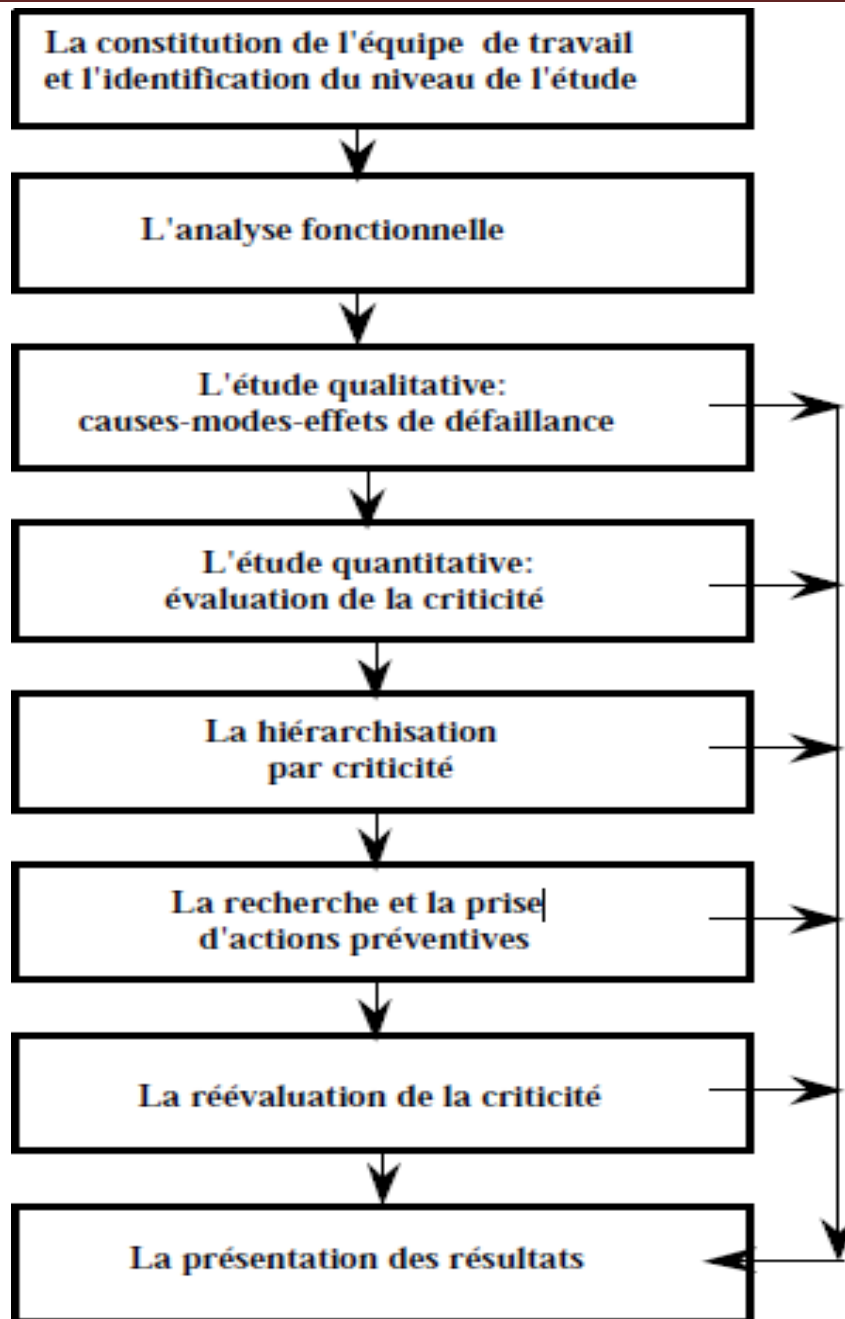 La constitution de l'équipe de travail
et l'identification du niveau de l'étude
L'analyse fonctionnelle
L'étude qualitative:
causes-modes-effets de défaillance
L'étude quantitative:
évaluation de la criticité
La hiérarchisation
par criticité
La recherche et la prise
d'actions préventives
La réévaluation de la criticité
La présentation des résultats